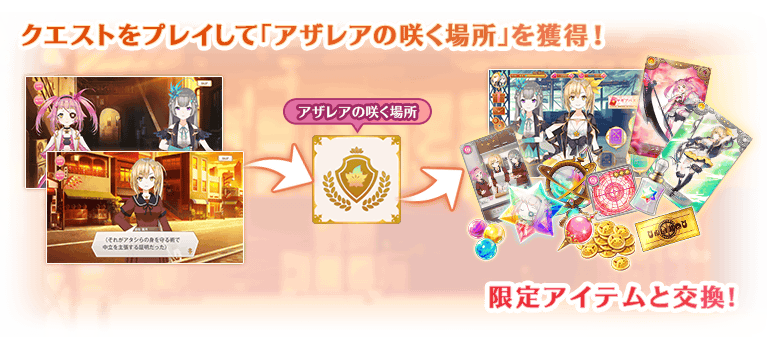 クエストをプレイして「アザレアの咲く場所」を獲得！
アザレアの咲く場所
(それがアタシらの身を守る術で
中立を主張する証明だった)
限定アイテムと交換！